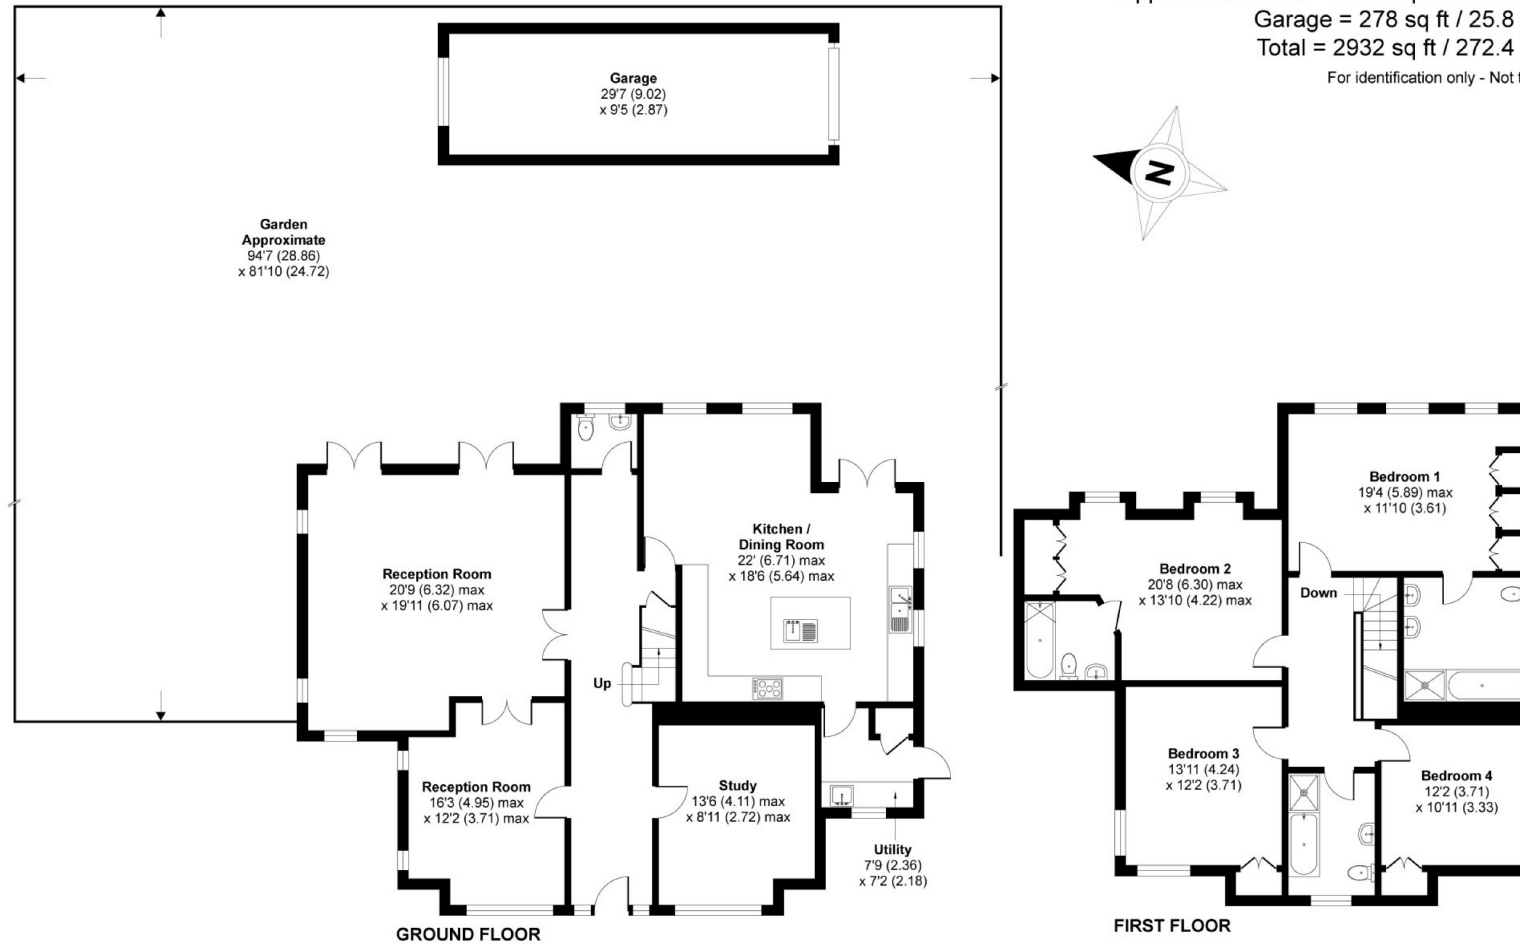 Garage = 278 sq ft / 25.8
Total = 2932 sq ft / 272.4
For identification only - Not
Garage
29'7 (9.02)
x 9'5 (2.87)
N
Garden
Approximate
94'7 (28.86)
x 81'10 (24.72)
Kitchen /
Dining Room
22' (6.71) max
x 18'6 (5.64) max
Reception Room
20'9 (6.32) max
x 19'11 (6.07) max
Up
Reception Room
16'3 (4.95) max
x 12'2 (3.71) max
Study
13'6 (4.11) max
x 8'11 (2.72) max
Utility
7'9 (2.36)
x 7'2 (2.18)
GROUND FLOOR
Bedroom 1
19'4 (5.89) max
x 11'10 (3.61)
Bedroom 2
20'8 (6.30) max
x 13'10 (4.22) max
Down
Bedroom 3
13'11 (4.24)
x 12'2 (3.71)
Bedroom 4
12'2 (3.71)
x 10'11 (3.33)
FIRST FLOOR